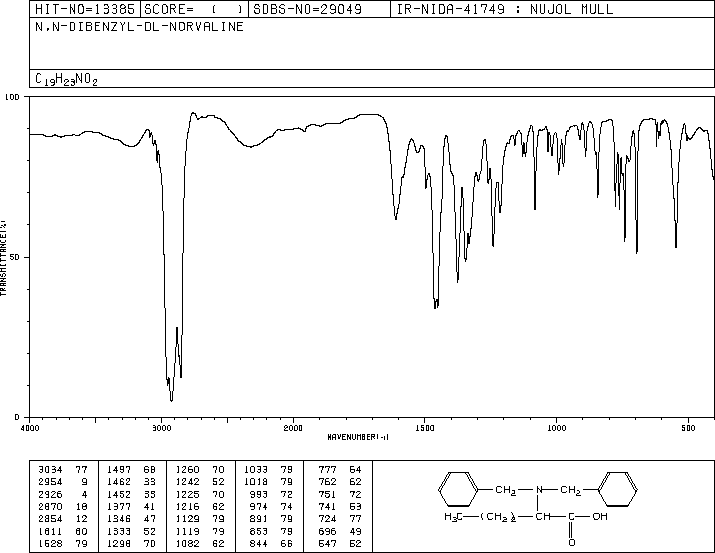 HIT-NO=13385 SCORE= ( ) SDBS-NO=29049 IR-NIDA-41749 : NUJOL MULL
N,N-DIBENZYL-DL-NORVALINE
C19H23NO2
100
50
0
TRANSMITTANCE(%)
4000 3000 2000 1500 1000 500
WAVENUMBER(-1)
3034 77 1497 68 1260 70 1033 79 777 64
2954 9 1462 33 1242 52 1018 79 762 62
2926 4 1452 33 1225 70 993 72 751 72
2870 18 1377 41 1216 62 974 74 741 53
2854 12 1346 47 1129 79 891 79 724 77
1611 60 1333 52 1119 79 853 79 696 49
1528 79 1298 70 1082 62 844 66 547 52
CH2 N CH2
H3C (CH2)2 CH C OH
O